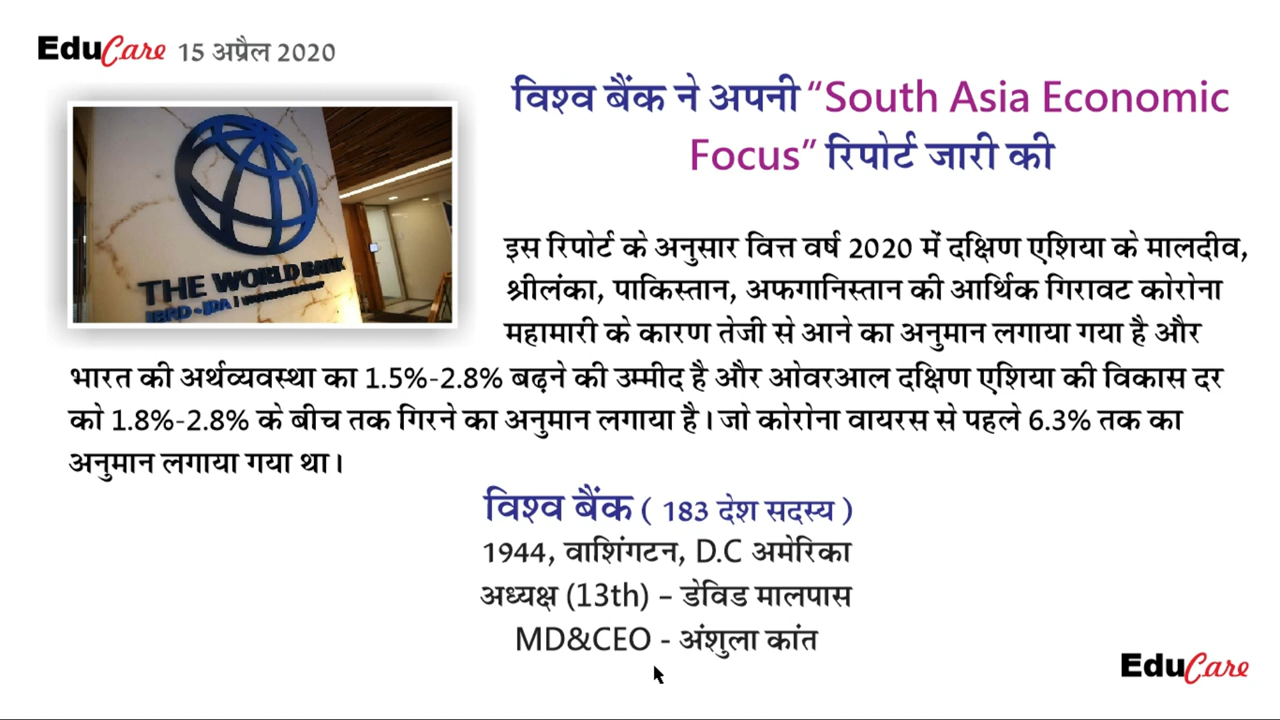 EduCare 15 अप्रैल 2020
विश्व बैंक ने अपनी “South Asia Economic
Focus” रिपोर्ट जारी की
THE WORLD BANK
IBRD - IDA |
इस रिपोर्ट के अनुसार वित्त वर्ष 2020 में दक्षिण एशिया के मालदीव,
श्रीलंका, पाकिस्तान, अफगानिस्तान की आर्थिक गिरावट कोरोना
महामारी के कारण तेजी से आने का अनुमान लगाया गया है और
भारत की अर्थव्यवस्था का 1.5%-2.8% बढ़ने की उम्मीद है और ओवरआल दक्षिण एशिया की विकास दर
को 1.8%-2.8% के बीच तक गिरने का अनुमान लगाया है। जो कोरोना वायरस से पहले 6.3% तक का
अनुमान लगाया गया था।
विश्व बैंक ( 183 देश सदस्य )
1944, वाशिंगटन, D.C अमेरिका
अध्यक्ष (13th) – डेविड मालपास
MD&CEO - अंशुला कांत
EduCare